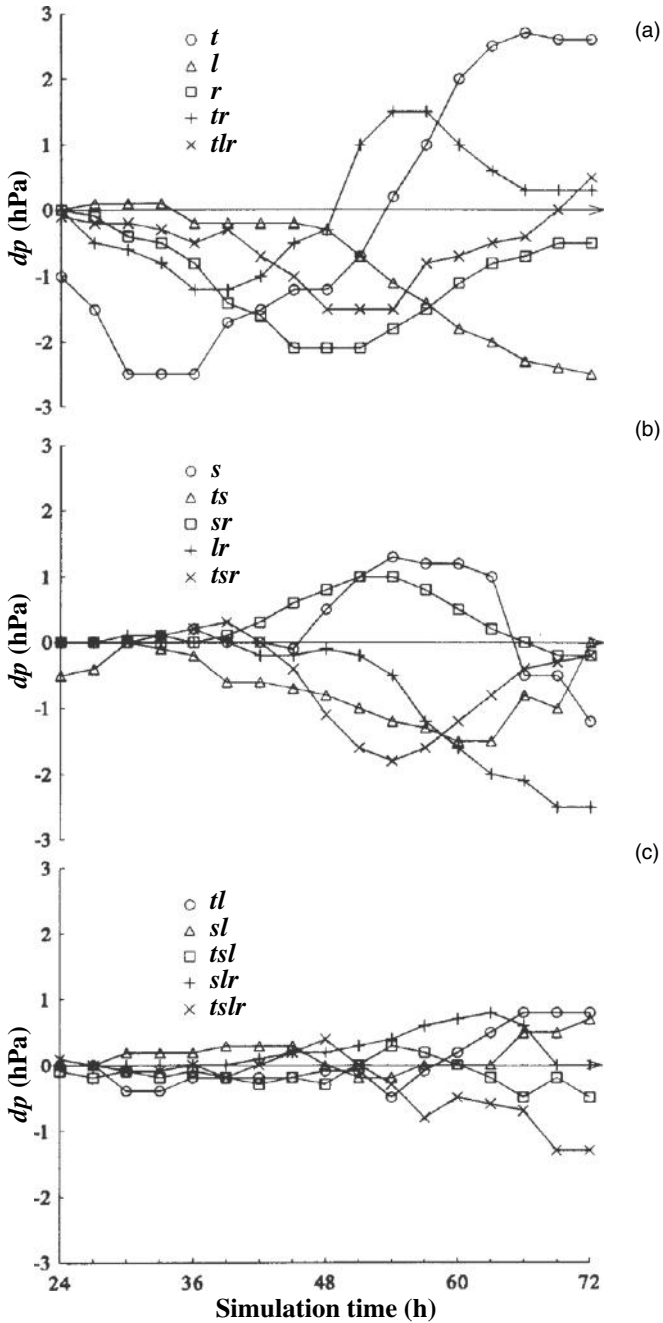 (a)
3
2
1
0
-1
-2
-3
dp (hPa)
t
l
r
tr
tlr
(b)
3
2
1
0
-1
-2
-3
dp (hPa)
s
ts
sr
lr
tsr
(c)
3
2
1
0
-1
-2
-3
dp (hPa)
tl
sl
tsl
slr
tslr
24 36 48 60 72
Simulation time (h)